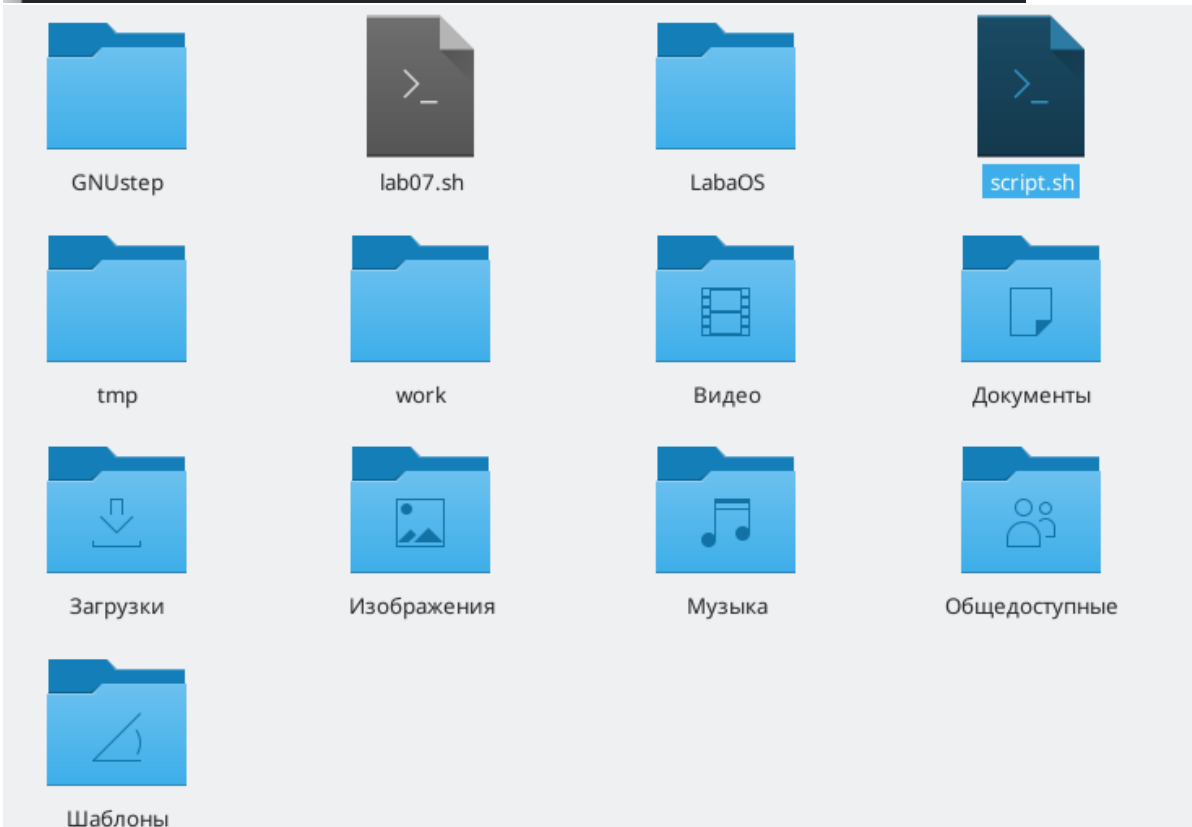 GNUstep
lab07.sh
LabaOS
script.sh
tmp
work
Видео
Документы
Загрузки
Изображения
Музыка
Общедоступные
Шаблоны